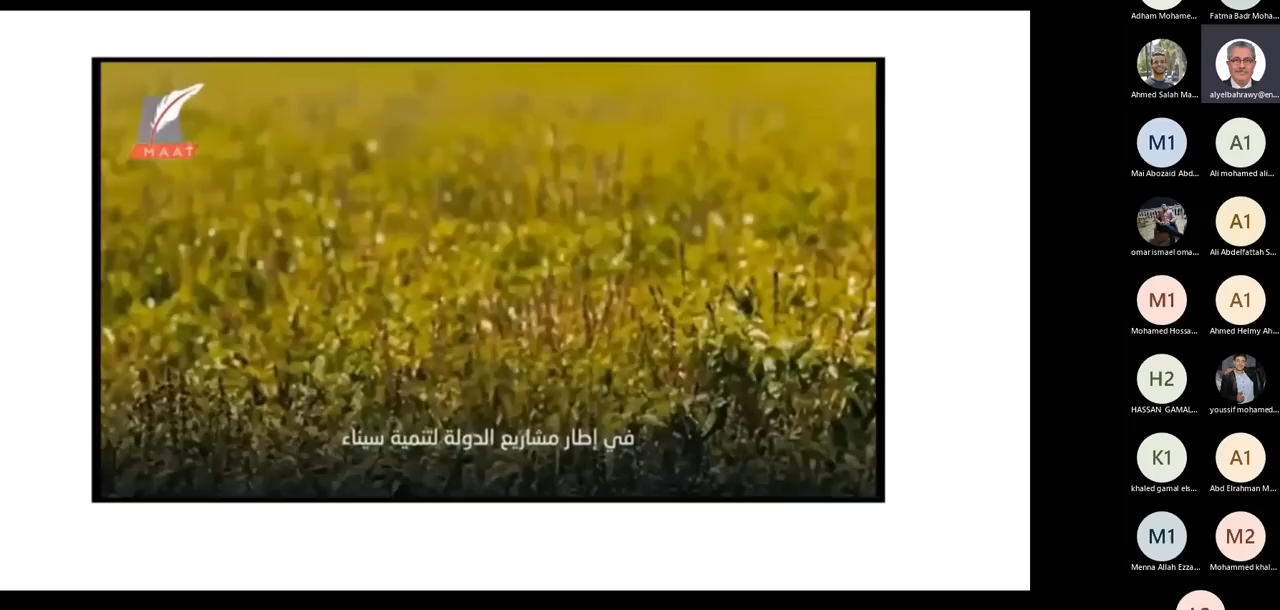 MAAT
في إطار مشاريع الدولة لتنمية سيناء
Adham Mohame...
Fatma Badr Moha...
Ahmed Salah Ma...
alyelbahrawy@en...
M1
Mai Abozaid Abd...
A1
Ali mohamed ali...
omar ismael oma...
A1
Ali Abdelfattah S...
M1
Mohamed Hossa...
A1
Ahmed Helmy Ah...
H2
HASSAN GAMAL...
youssif mohamed...
K1
khaled gamal els...
A1
Abd Elrahman M...
M1
Menna Allah Ezza...
M2
Mohammed khal...